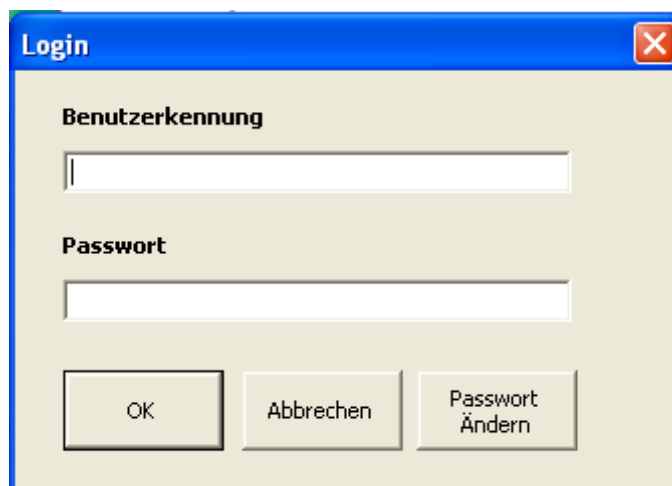 Login
Benutzerkennung
Passwort
OK
Abbrechen
Passwort
Ändern